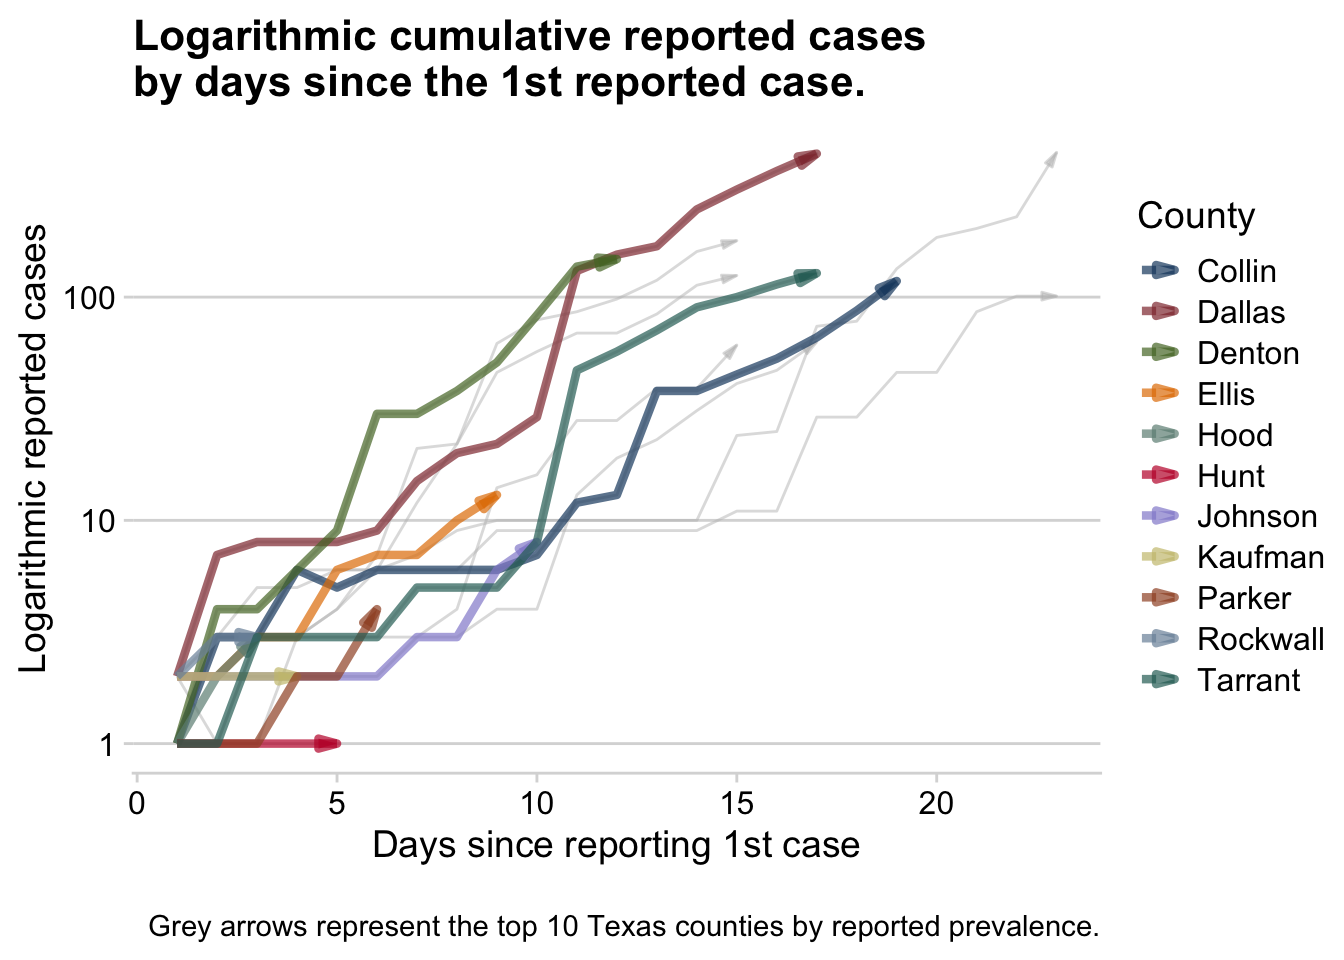 Logarithmic cumulative reported cases
by days since the 1st reported case.
Logarithmic reported cases
100
10
1
0
5
10
15
20
Days since reporting 1st case
County
Collin
Dallas
Denton
Ellis
Hood
Hunt
Johnson
Kaufman
Parker
Rockwall
Tarrant
Grey arrows represent the top 10 Texas counties by reported prevalence.